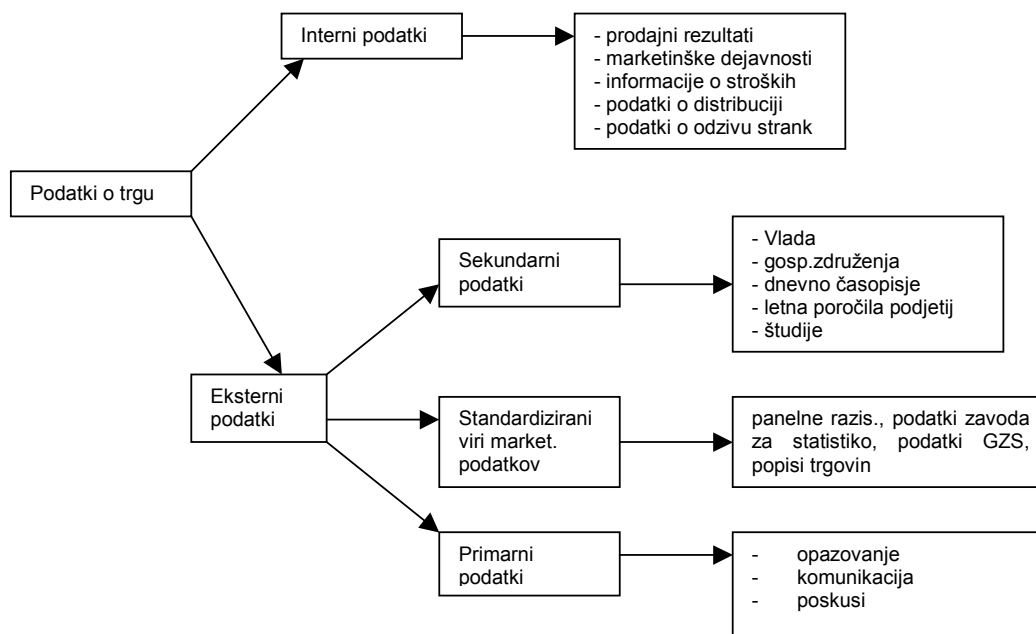 Interni podatki
- prodajni rezultati
- marketinške dejavnosti
- informacije o stroških
- podatki o distribuciji
- podatki o odzivu strank
Podatki o trgu
Sekundarni
podatki
- Vlada
- gosp.združenja
- dnevno časopisje
- letna poročila podjetij
- študije
Eksterni
podatki
Standardizirani
viri market.
podatkov
panelne razis., podatki zavoda
za statistiko, podatki GZS,
popisi trgovin
Primarni
podatki
- opazovanje
- komunikacija
- poskusi